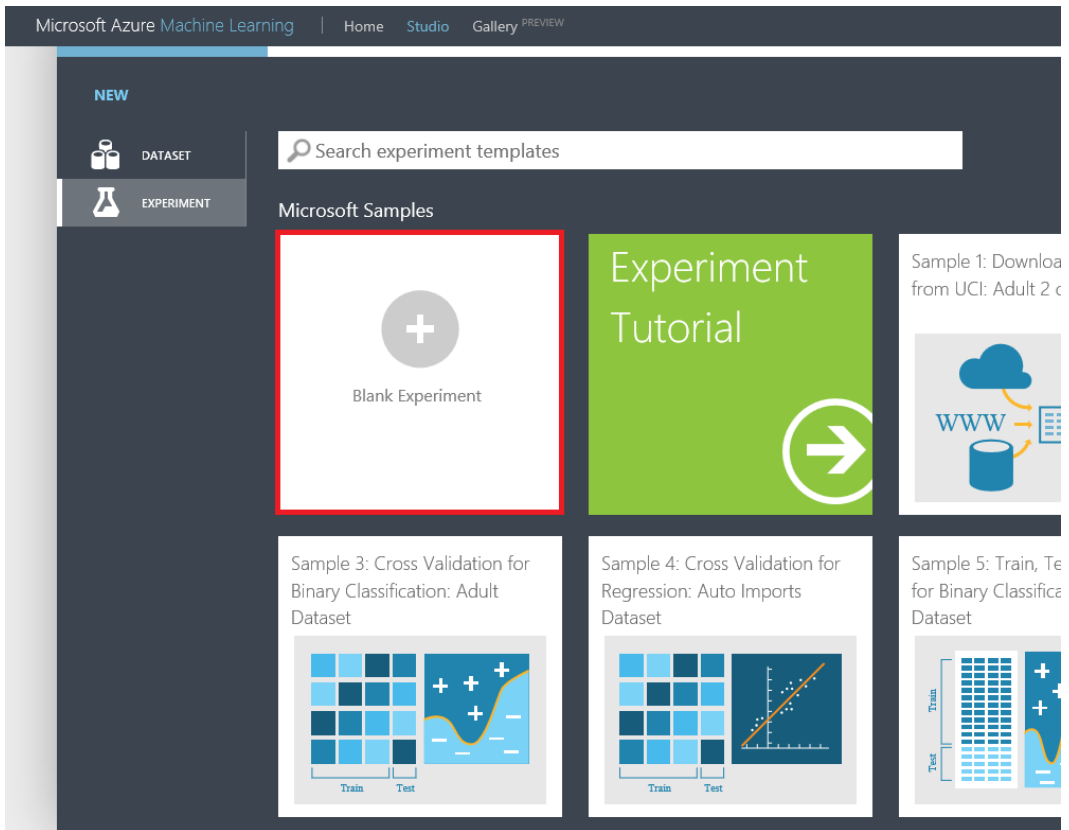 Microsoft Azure Machine Learning | Home Studio Gallery PREVIEW
NEW
DATASET
EXPERIMENT
Search experiment templates
Microsoft Samples
Blank Experiment
Experiment
Tutorial
Sample 1: Downloa
from UCI: Adult 2 c
WWW
Sample 3: Cross Validation for
Binary Classification: Adult
Dataset
Train Test
Sample 4: Cross Validation for
Regression: Auto Imports
Dataset
Train Test
Sample 5: Train, Te
for Binary Classifica
Dataset
Train
Test